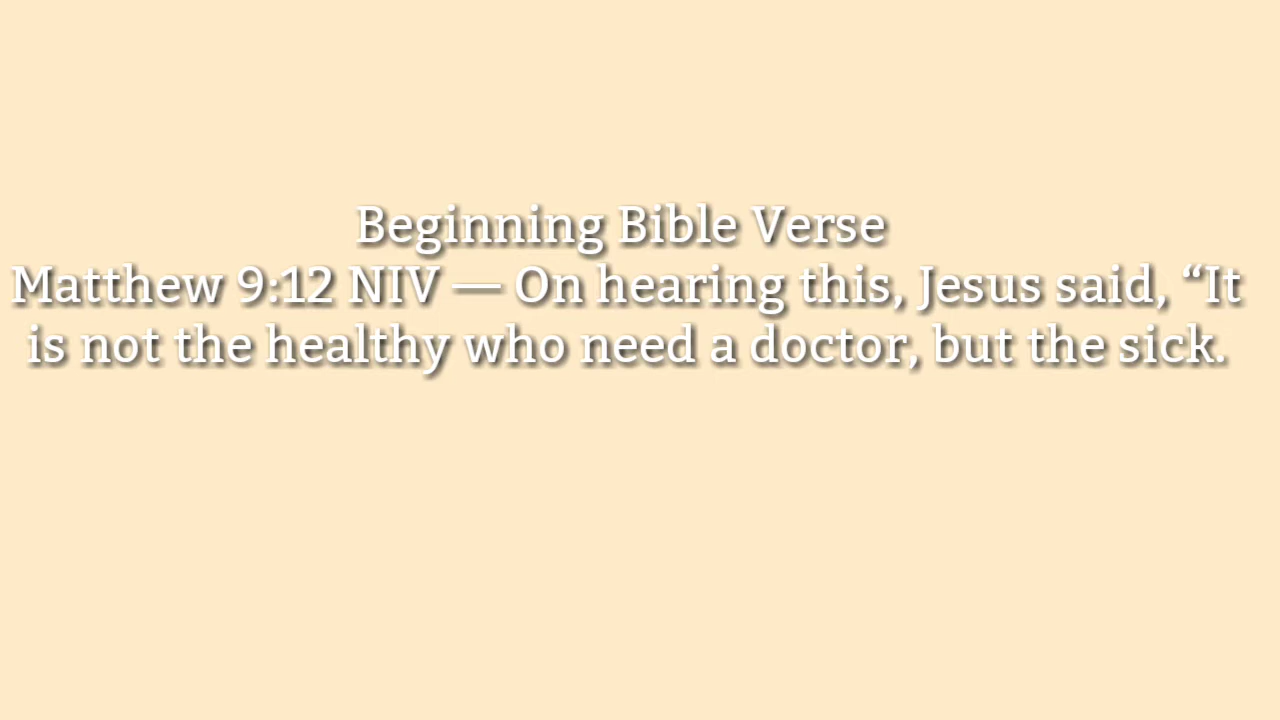 Beginning Bible Verse
Matthew 9:12 NIV — On hearing this, Jesus said, “It
is not the healthy who need a doctor, but the sick.